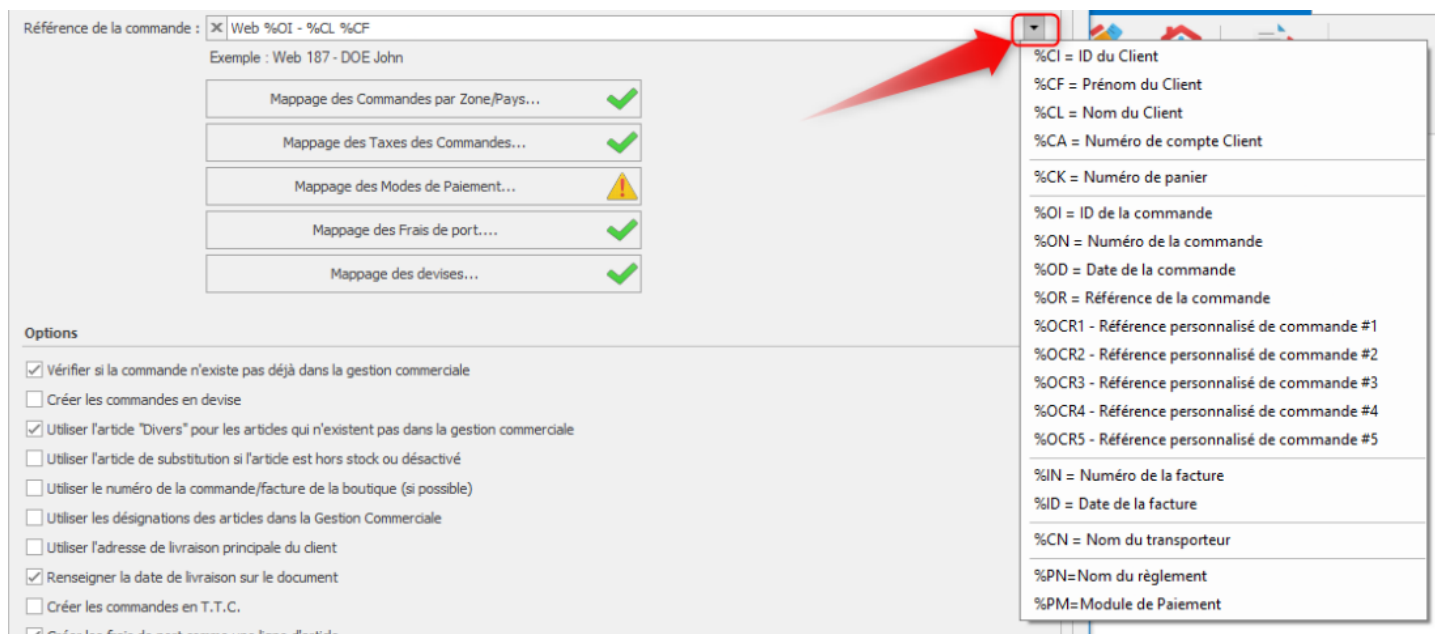 Référence de la commande :
Web %OI - %CL %CF
Exemple : Web 187 - DOE John
Mappage des Commandes par Zone/Pays...
Mappage des Taxes des Commandes...
Mappage des Modes de Paiement...
Mappage des Frais de port....
Mappage des devises...
Options
Vérifier si la commande n'existe pas déjà dans la gestion commerciale
Créer les commandes en devise
Utiliser l'article "Divers" pour les articles qui n'existent pas dans la gestion commerciale
Utiliser l'article de substitution si l'article est hors stock ou désactivé
Utiliser le numéro de la commande/facture de la boutique (si possible)
Utiliser les désignations des articles dans la Gestion Commerciale
Utiliser l'adresse de livraison principale du client
Renseigner la date de livraison sur le document
Créer les commandes en T.T.C.
Créer les frais de port comme une ligne d'article
%CI = ID du Client
%CF = Prénom du Client
%CL = Nom du Client
%CA = Numéro de compte Client
%CK = Numéro de panier
%OI = ID de la commande
%ON = Numéro de la commande
%OD = Date de la commande
%OR = Référence de la commande
%OCR1 - Référence personnalisé de commande #1
%OCR2 - Référence personnalisé de commande #2
%OCR3 - Référence personnalisé de commande #3
%OCR4 - Référence personnalisé de commande #4
%OCR5 - Référence personnalisé de commande #5
%IN = Numéro de la facture
%ID = Date de la facture
%CN = Nom du transporteur
%PN=Nom du règlement
%PM=Module de Paiement